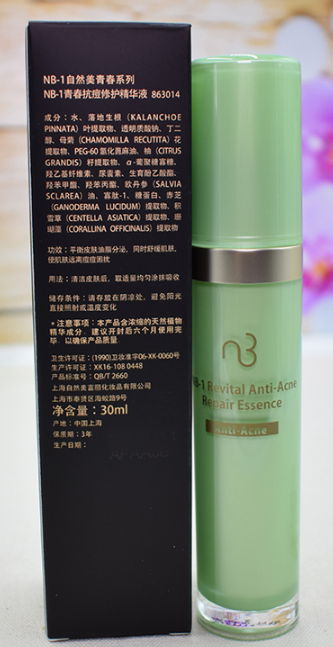 NB-1自然美青春系列
NB-1青春抗痘修护精华液 863014
成分：水、落地生根（KALANCHOE
PINNATA）叶提取物、透明质酸钠、丁二
醇、母菊（CHAMOMILLA RECUTITA）花
提取物、PEG-60氢化蓖麻油、柚（CITRUS
GRANDIS）籽提取物、α-葡聚糖寡糖、
羟乙基纤维素、尿囊素、生育酚乙酸酯、
羟苯甲酯、羟苯丙酯、欧丹参（SALVIA
SCLAREA）油、寡肽-1、糖蛋白、赤芝
（GANODERMA LUCIDUM）提取物、积
雪草（CENTELLA ASIATICA）提取物、珊
瑚藻（CORALLINA OFFICINALIS）提取物
功效：平衡皮肤油脂分泌，同时舒缓肌肤，
使肌肤远离痘痘困扰
用法：清洁皮肤后，取适量均匀涂抹吸收
储存条件：请存放在阴凉处，避免阳光
直接照射或温度变化
*注意事项：本产品含浓缩的天然植物
精华成分，建议开封后六个月使用完
毕，以确保产品质量
卫生许可证：(1990)卫妆准字06-XK-0060号
生产许可证：XK16-108 0448
产品标准号：QB/T 2660
上海自然美富丽化妆品有限公司
上海市奉贤区海蛟路9号
净含量：30ml
产地：中国上海
保质期：3年
生产日期：
NB
NB-1 Revital Anti-Acne
Repair Essence
Anti-Acne